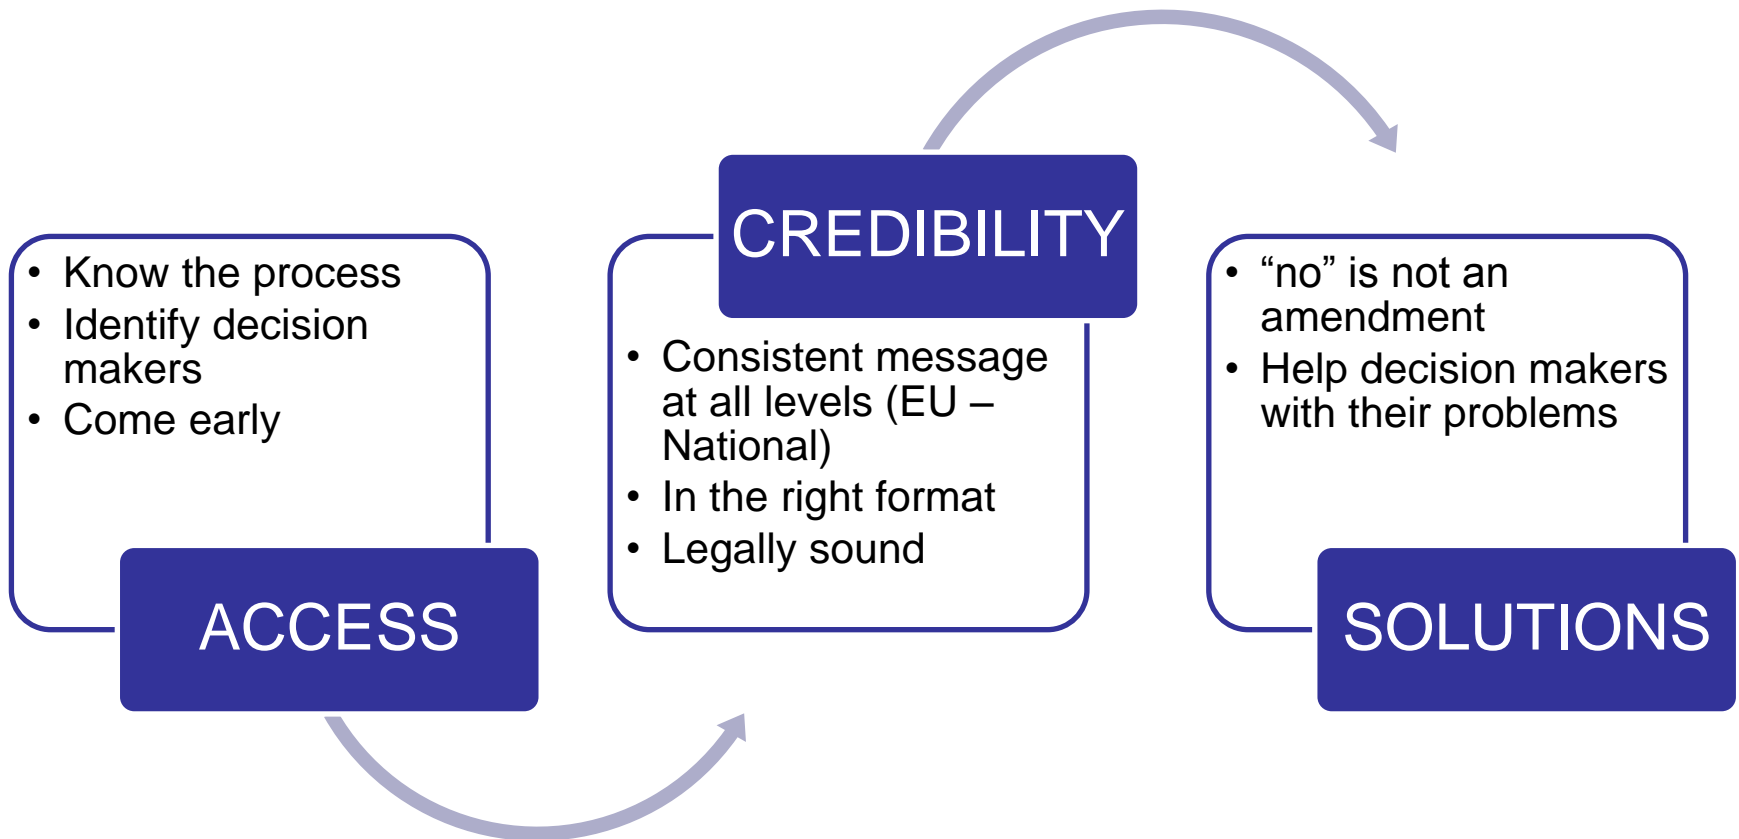 • Know the process
• Identify decision
makers
• Come early
ACCESS
CREDIBILITY
• Consistent message
at all levels (EU –
National)
• In the right format
• Legally sound
• “no” is not an
amendment
• Help decision makers
with their problems
SOLUTIONS